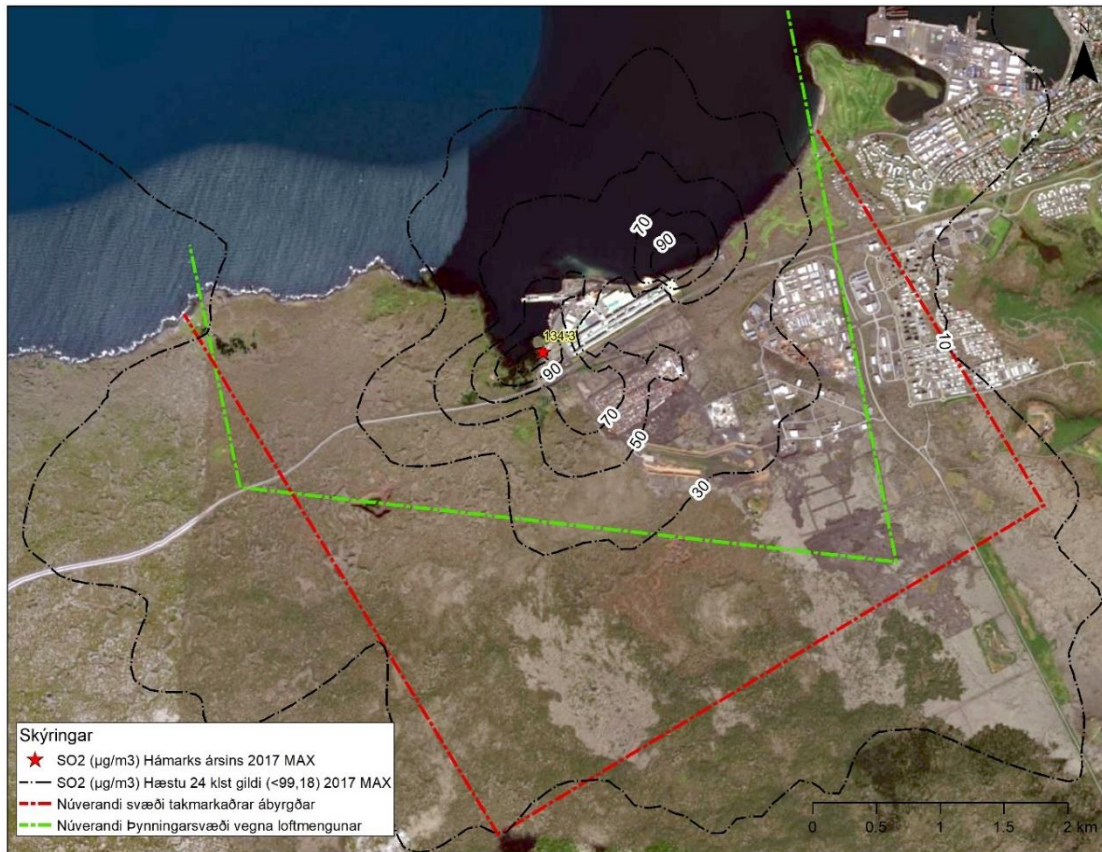 N
70
90
134,3
90
70
50
30
10
Skýringar
SO2 (µg/m3) Hámarks ársins 2017 MAX
SO2 (µg/m3) Hæstu 24 klst gildi (<99,18) 2017 MAX
Núverandi svæði takmarkaðrar ábyrgðar
Núverandi Þynningarsvæði vegna loftmengunar
0 0.5 1 2 km